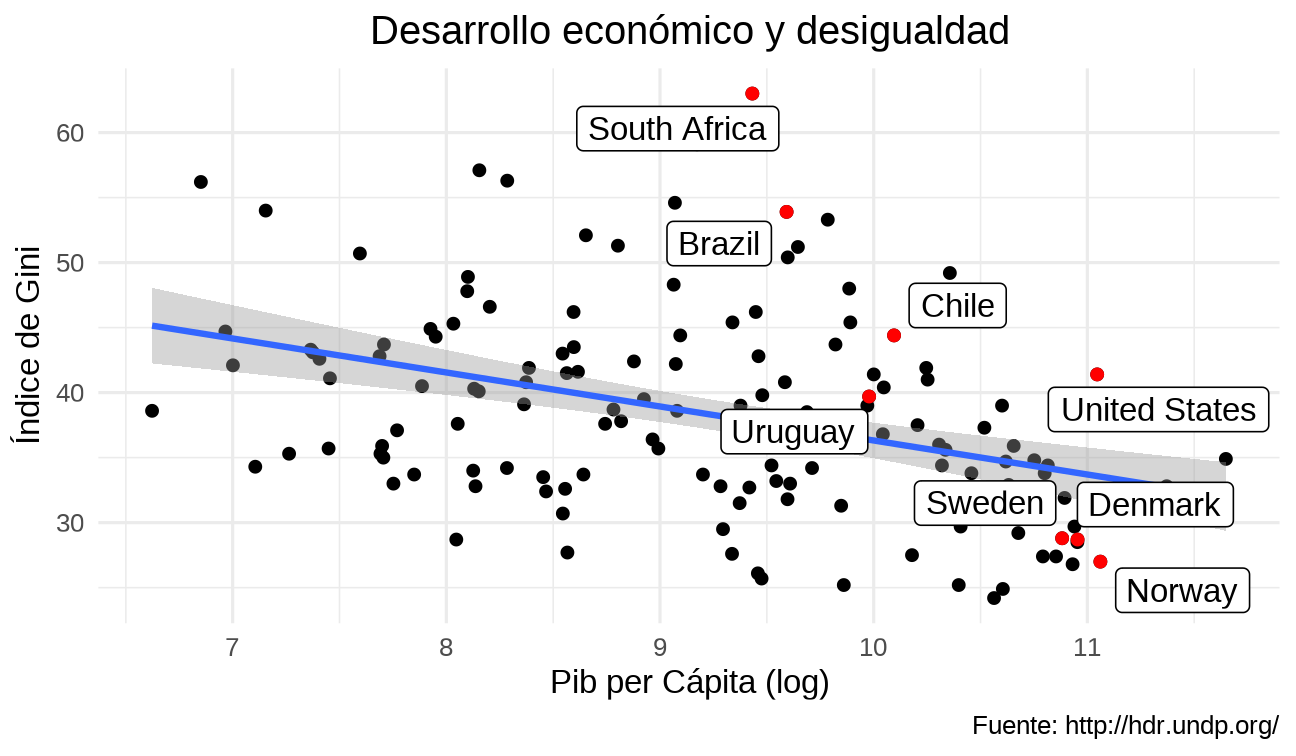 Desarrollo económico y desigualdad
Índice de Gini
60
50
40
30
South Africa
Brazil
Chile
United States
Uruguay
Sweden
Denmark
Norway
7
8
9
10
11
Pib per Cápita (log)
Fuente: http://hdr.undp.org/